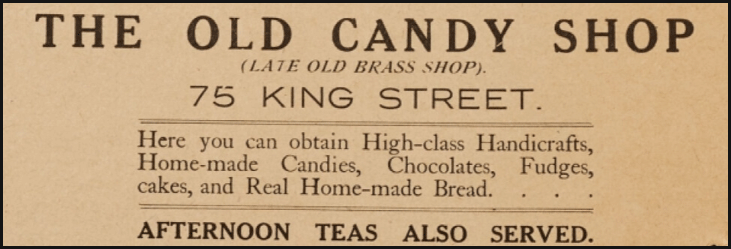 THE OLD CANDY SHOP
(LATE OLD BRASS SHOP).
75 KING STREET.
Here you can obtain High-class Handicrafts,
Home-made Candies, Chocolates, Fudges,
cakes, and Real Home-made Bread. . . .
AFTERNOON TEAS ALSO SERVED.